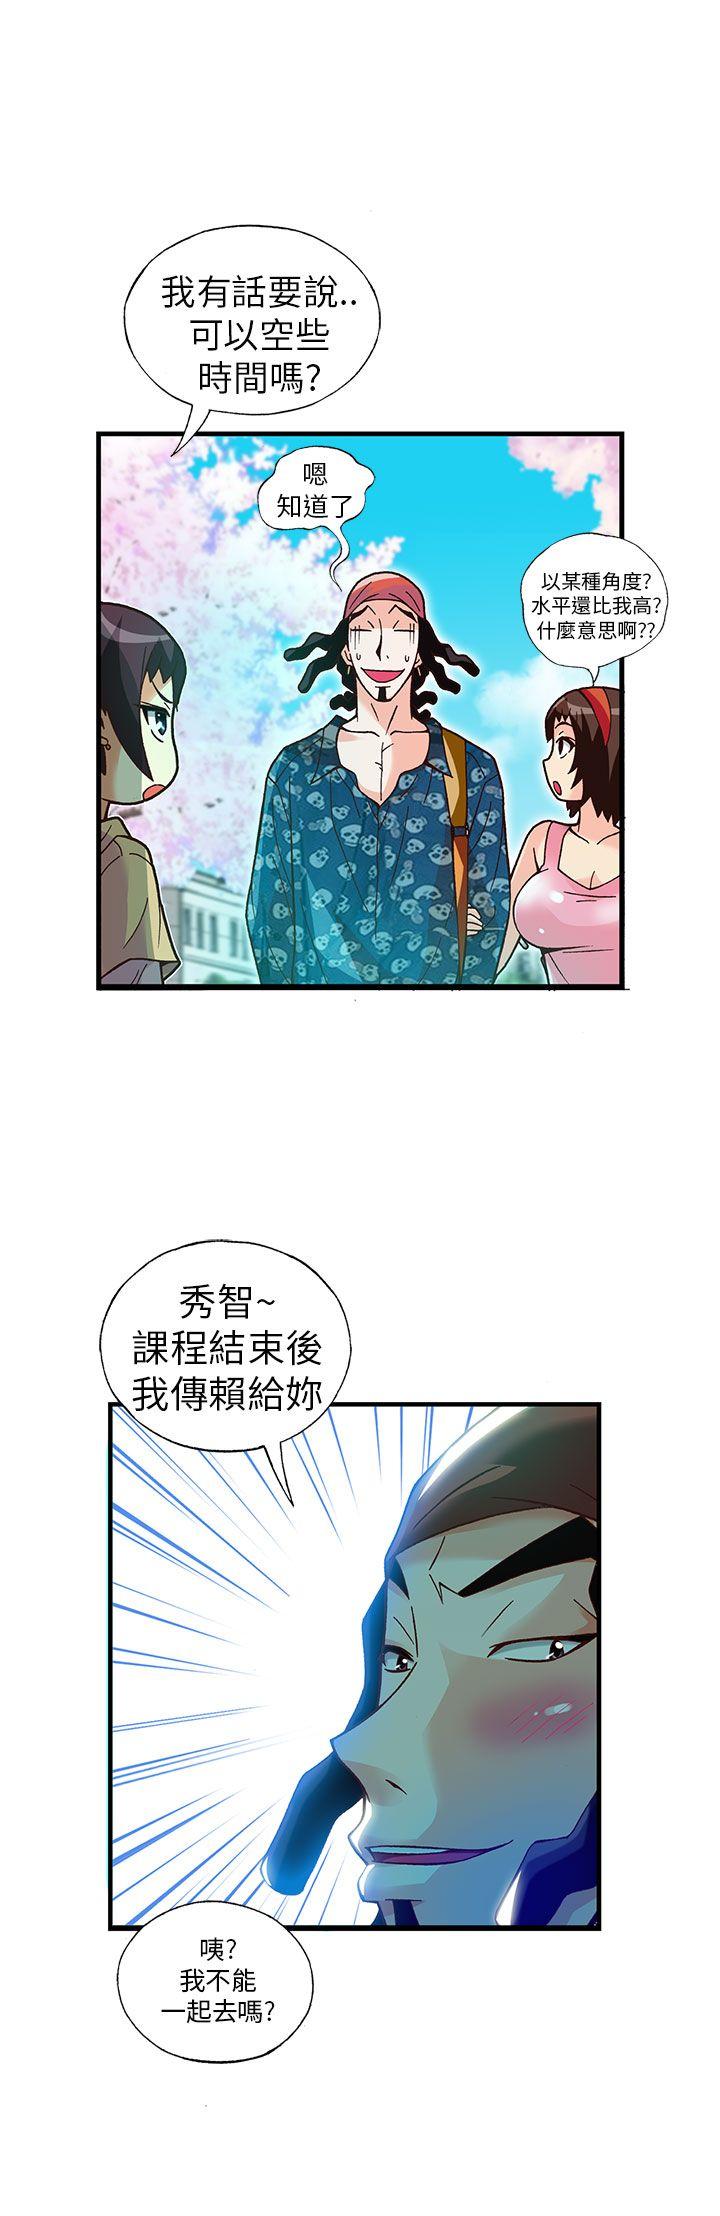 我有話要說..
可以空些
時間嗎?
嗯
知道了
以某種角度?
水平還比我高?
什麼意思啊??
秀智~
課程結束後
我傳賴給妳
咦?
我不能
一起去嗎?